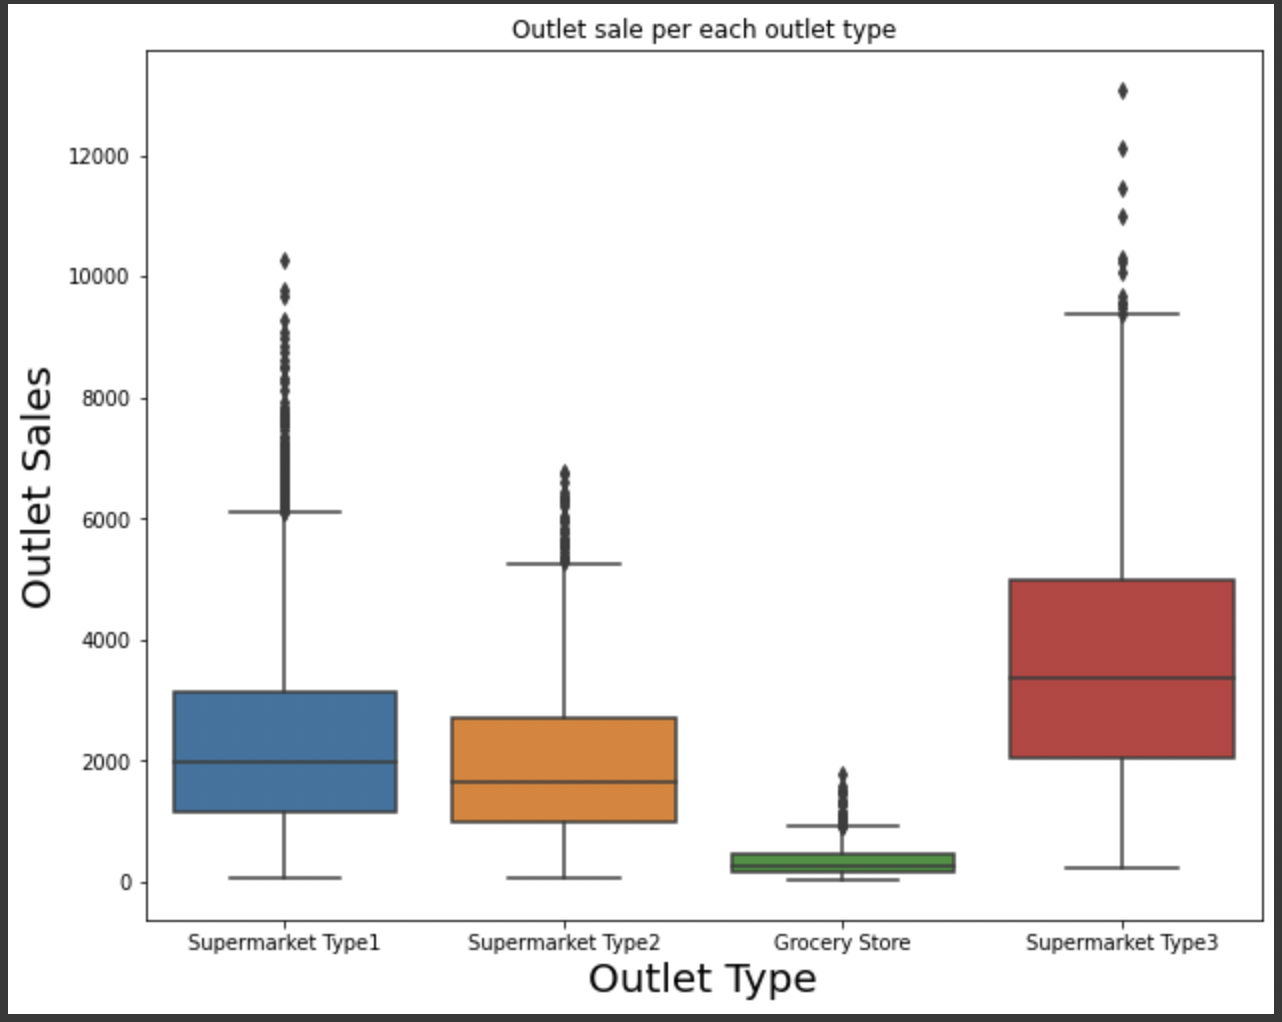 Outlet sale per each outlet type
12000
10000
8000
6000
4000
2000
0
Outlet Sales
Supermarket Type1
Supermarket Type2
Grocery Store
Supermarket Type3
Outlet Type